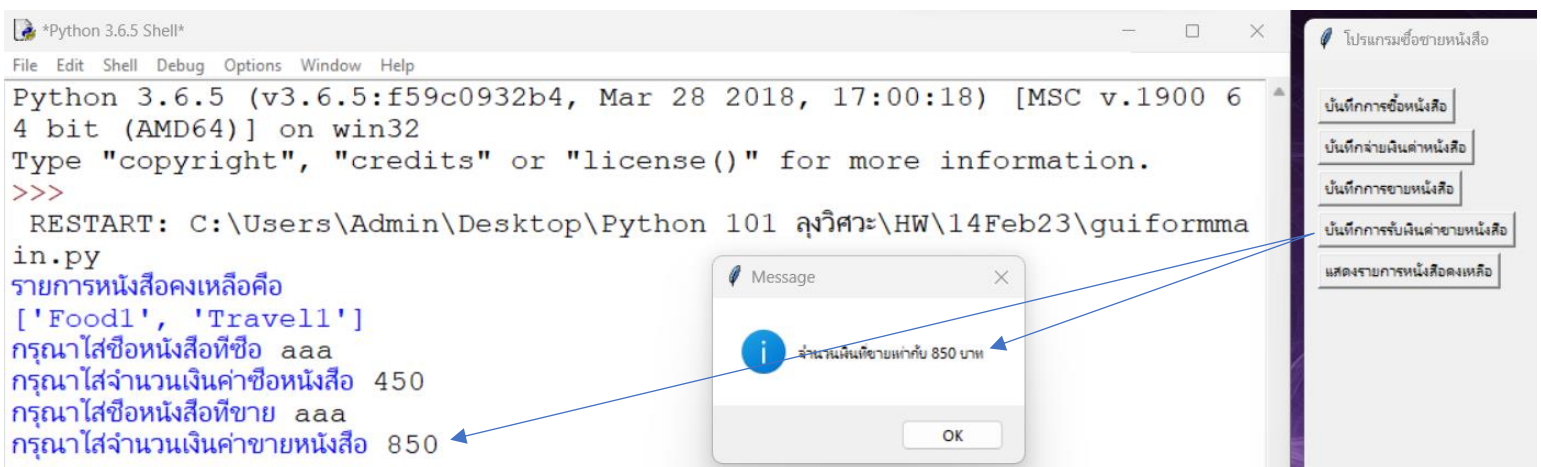 *Python 3.6.5 Shell*
File Edit Shell Debug Options Window Help
Python 3.6.5 (v3.6.5:f59c0932b4, Mar 28 2018, 17:00:18) [MSC v.1900 6
4 bit (AMD64)] on win32
Type "copyright", "credits" or "license()" for more information.
>>>
RESTART: C:\Users\Admin\Desktop\Python 101 ลุงวิศวะ\HW\14Feb23\guiformma
in.py
รายการหนังสือคงเหลือคือ
['Food1', 'Travel1']
กรุณาใส่ชื่อหนังสือที่ซื้อ aaa
กรุณาใส่จำนวนเงินค่าซื้อหนังสือ 450
กรุณาใส่ชื่อหนังสือที่ขาย aaa
กรุณาใส่จำนวนเงินค่าขายหนังสือ 850
Message
จำนวนเงินที่ขายเท่ากับ 850 บาท
OK
โปรแกรมซื้อขายหนังสือ
บันทึกการซื้อหนังสือ
บันทึกจ่ายเงินค่าหนังสือ
บันทึกการขายหนังสือ
บันทึกการรับเงินค่าขายหนังสือ
แสดงรายการหนังสือคงเหลือ